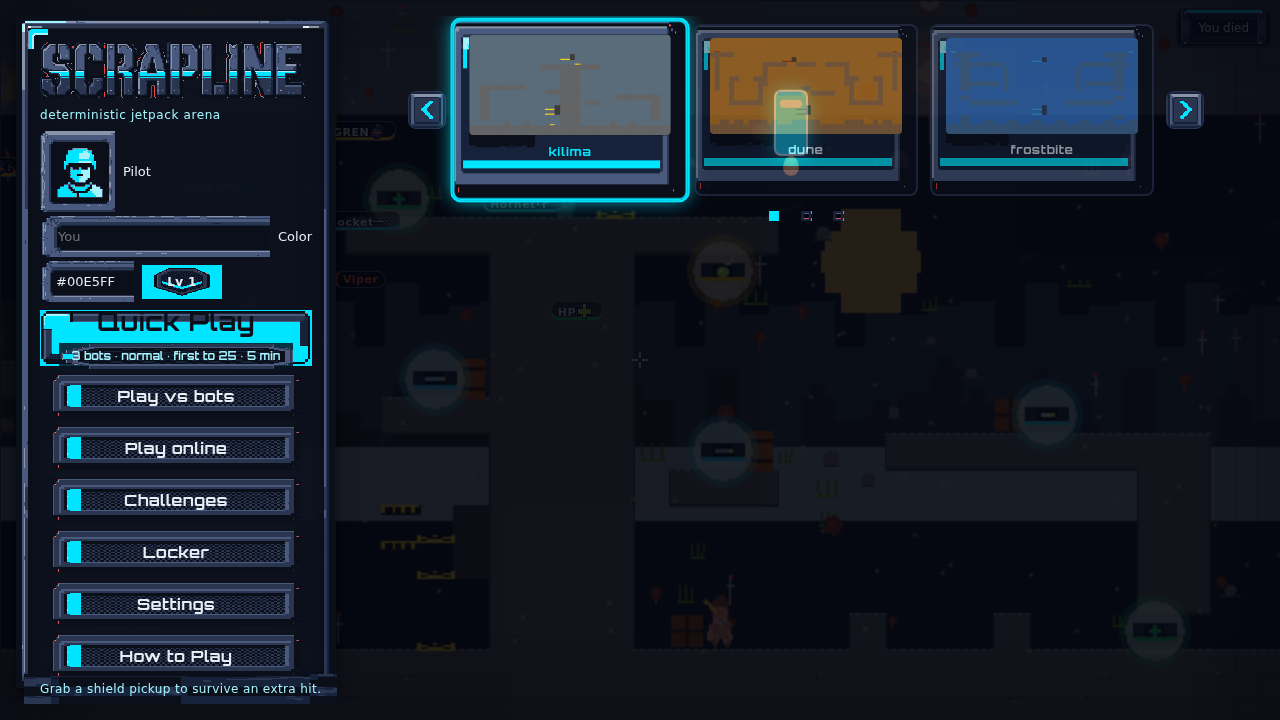 SCRAPLINE
deterministic jetpack arena
Pilot
You
Color
#00E5FF
Lv 1
Quick Play
3 bots · normal · first to 25 · 5 min
Play vs bots
Play online
Challenges
Locker
Settings
How to Play
Grab a shield pickup to survive an extra hit.
kilima
dune
frostbite
You died
GREN
ocket
Viper
HP